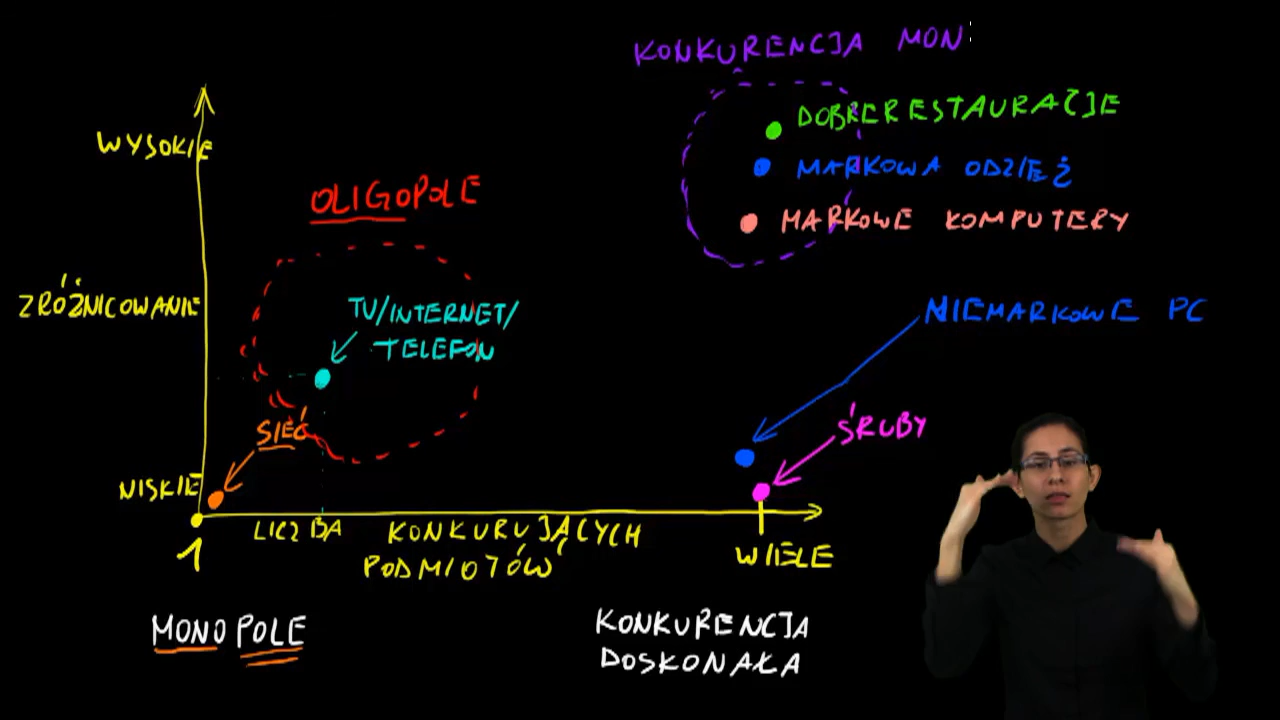 KONKURENCJA MON
DOBRE RESTAURACJE
WYSOKIE
MARKOWA ODZIEŻ
OLIGOPOLE
MARKOWE KOMPUTERY
ZRÓŻNICOWANIE
TV/INTERNET/
TELEFON
NIEMARKOWE PC
SIEĆ
ŚRUBY
NISKIE
1
LICZBA KONKURUJĄCYCH
PODMIOTÓW
WIELE
MONOPOLE
KONKURENCJA
DOSKONAŁA